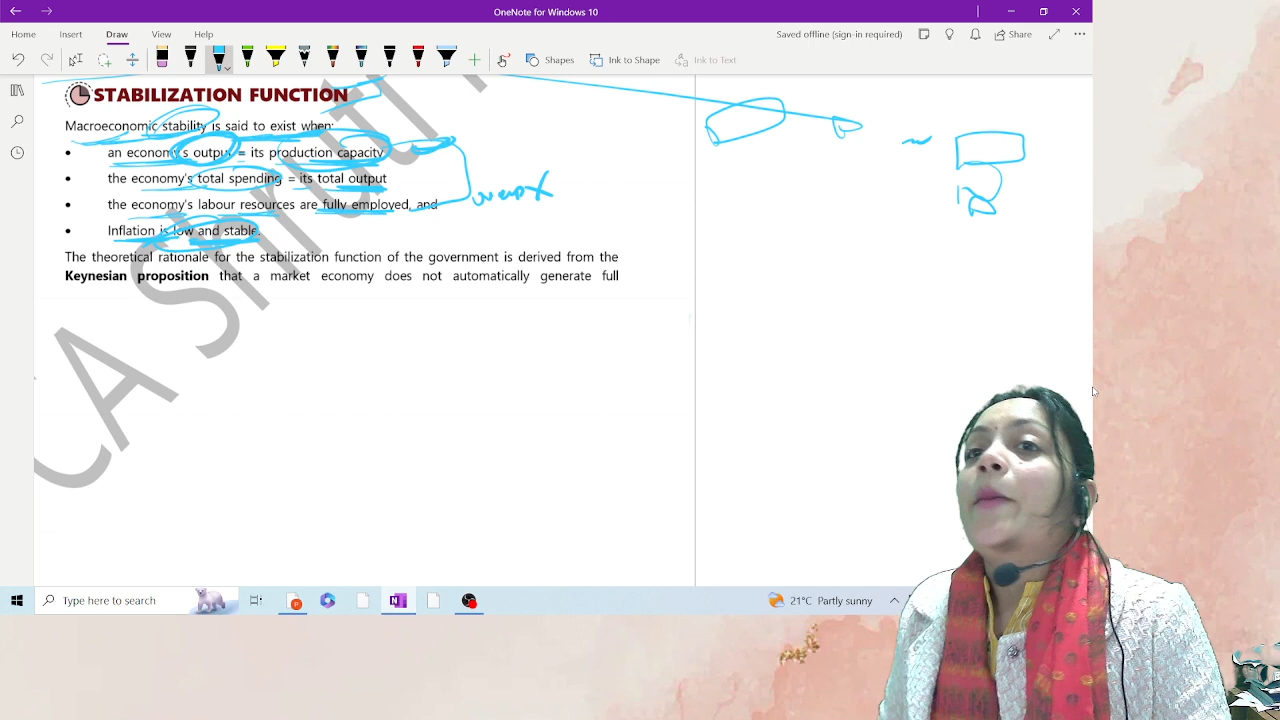 OneNote for Windows 10
Home Insert Draw View Help
Saved offline (sign-in required) Share
Shapes Ink to Shape Ink to Text
STABILIZATION FUNCTION
Macroeconomic stability is said to exist when:
• an economy's output = its production capacity
• the economy's total spending = its total output
• the economy's labour resources are fully employed, and
• Inflation is low and stable.
The theoretical rationale for the stabilization function of the government is derived from the
Keynesian proposition that a market economy does not automatically generate full
CA Shruti
Type here to search
21°C Partly sunny